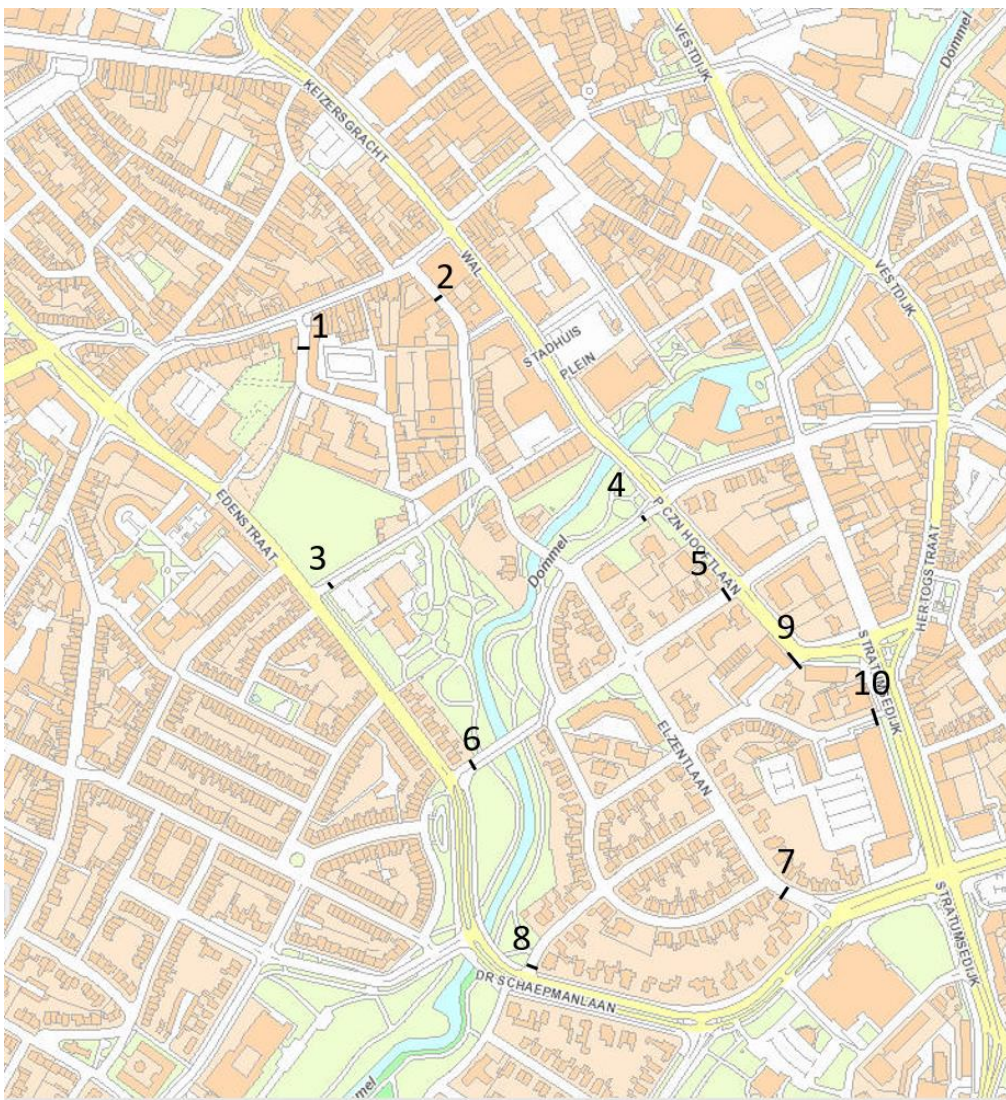 KEIZERSGRACHT
VESTDIJK
Dommel
WAL
2
1
STADHUIS
PLEIN
VESTDIJK
4
P CZN HOOFTLAAN
EDENSTRAAT
3
Dommel
5
HERTOGSTRAAT
9
STRATUMSEDIJK
10
6
ELZENTLAAN
7
8
DR SCHAEPMANLAAN
STRATUMSEDIJK
mmel